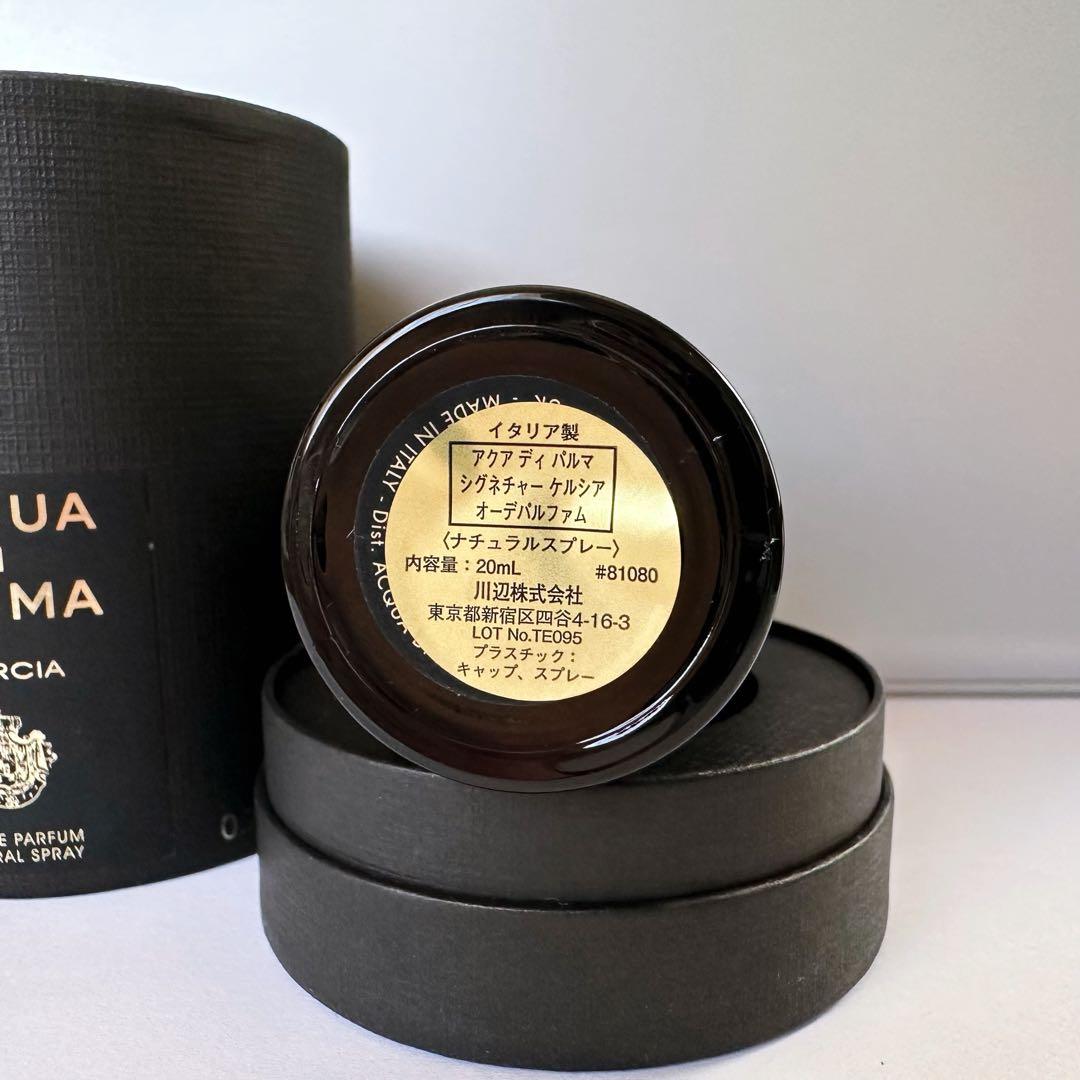 UA
MA
RCIA
E PARFUM
RAL SPRAY
MADE IN ITALY - Dist. ACQUA
イタリア製
アクア ディ パルマ
シグネチャー ケルシア
オーデパルファム
〈ナチュラルスプレー〉
内容量：20mL #81080
川辺株式会社
東京都新宿区四谷4-16-3
LOT No.TE095
プラスチック：
キャップ、スプレー